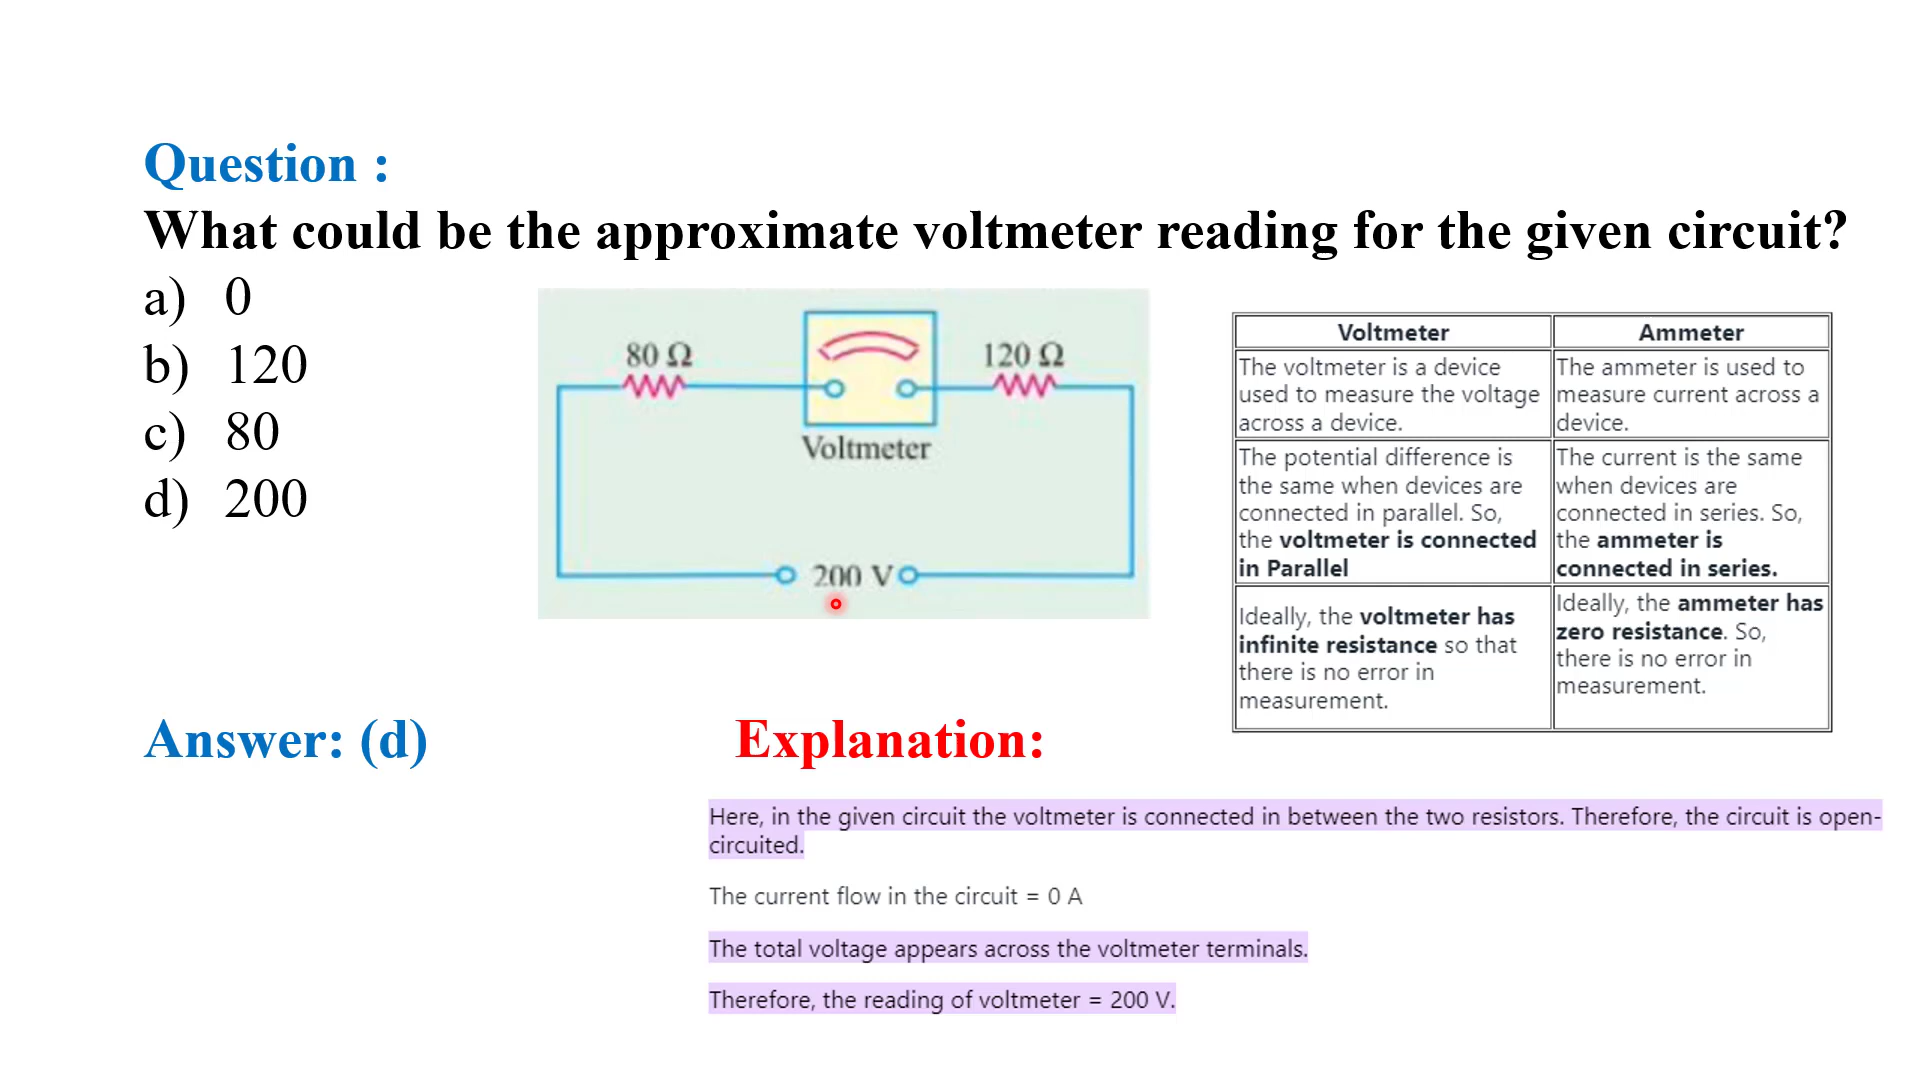 Question :
What could be the approximate voltmeter reading for the given circuit?
a) 0
b) 120
c) 80
d) 200
80 Ω
120 Ω
Voltmeter
200 V
Voltmeter
Ammeter
The voltmeter is a device
used to measure the voltage
across a device.
The ammeter is used to
measure current across a
device.
The potential difference is
the same when devices are
connected in parallel. So,
the voltmeter is connected
in Parallel
The current is the same
when devices are
connected in series. So,
the ammeter is
connected in series.
Ideally, the voltmeter has
infinite resistance so that
there is no error in
measurement.
Ideally, the ammeter has
zero resistance. So,
there is no error in
measurement.
Answer: (d)
Explanation:
Here, in the given circuit the voltmeter is connected in between the two resistors. Therefore, the circuit is open-
circuited.
The current flow in the circuit = 0 A
The total voltage appears across the voltmeter terminals.
Therefore, the reading of voltmeter = 200 V.